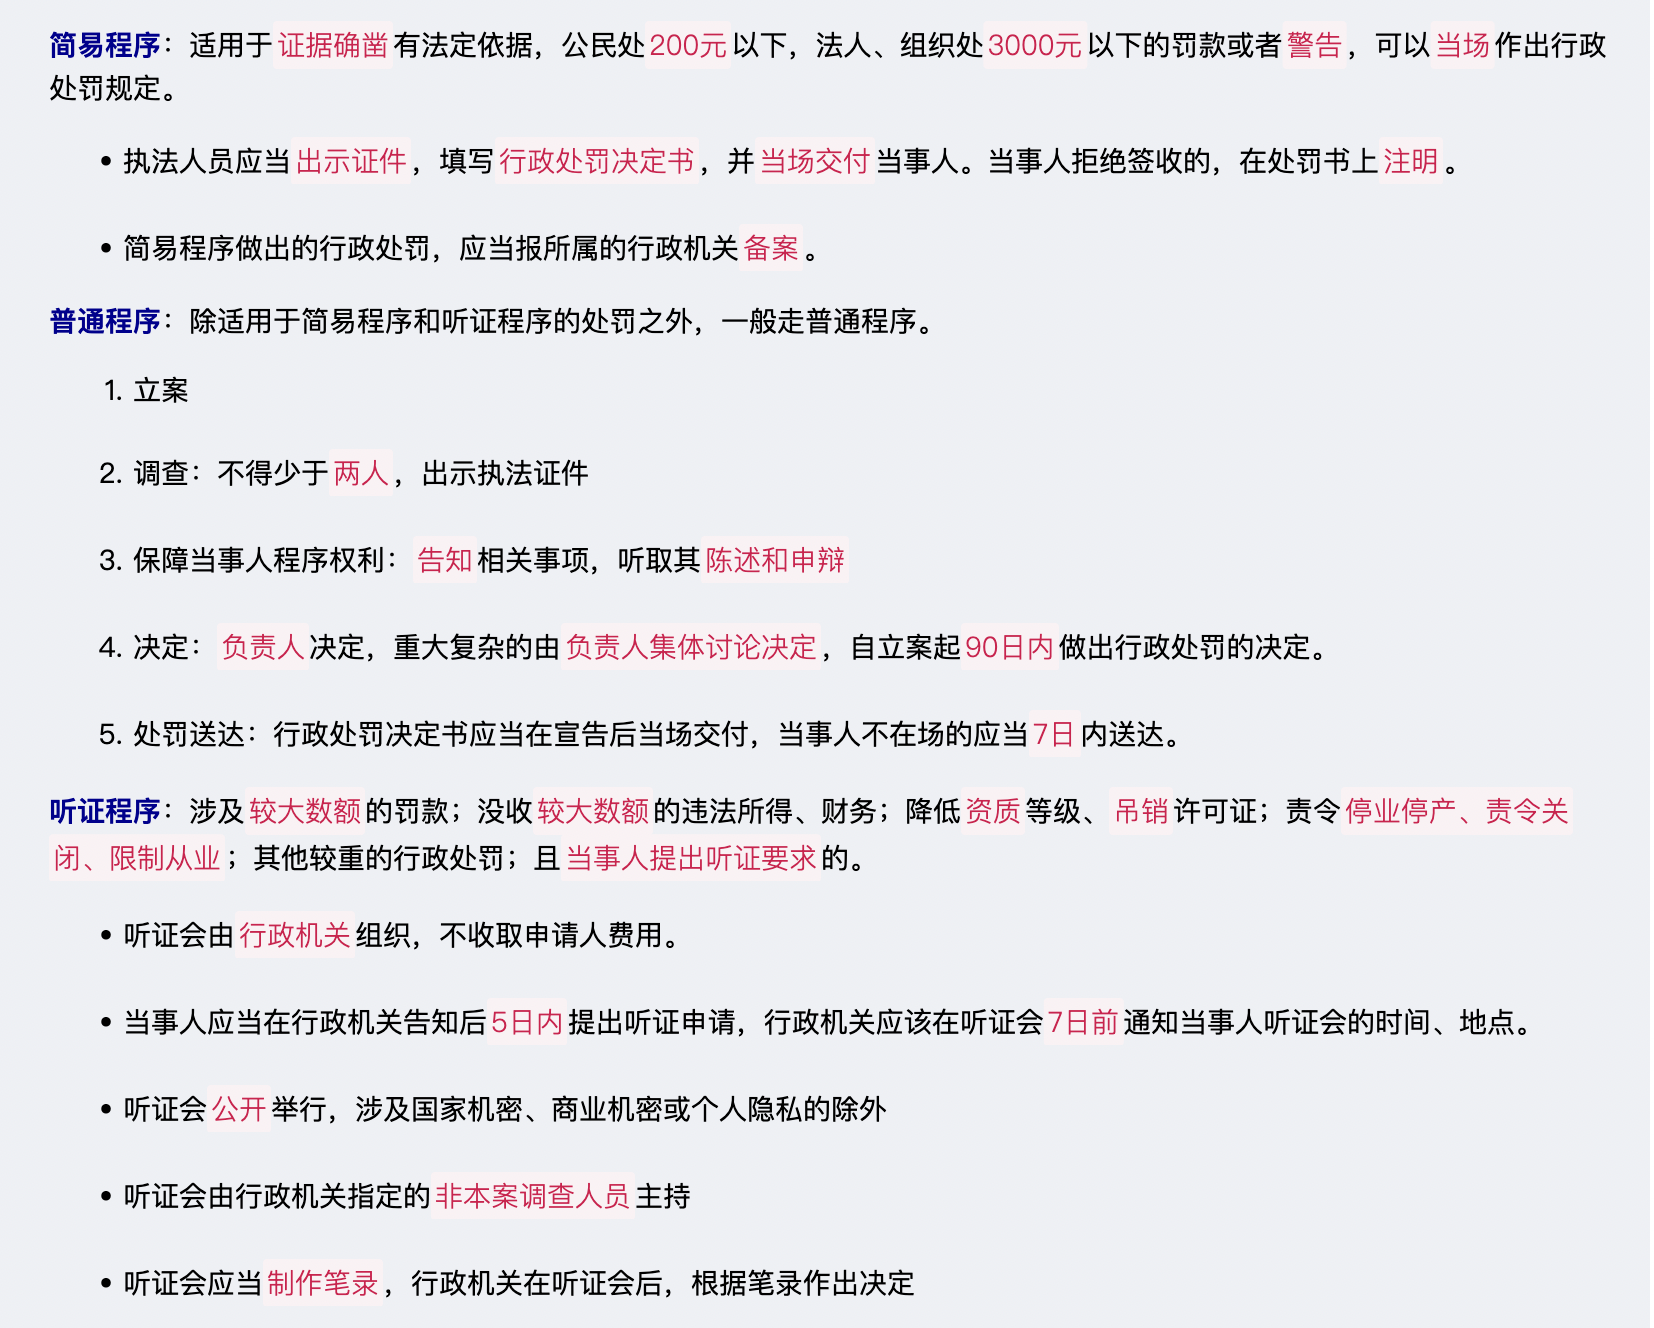 简易程序：适用于证据确凿有法定依据，公民处200元以下，法人、组织处3000元以下的罚款或者警告，可以当场作出行政
处罚规定。
• 执法人员应当出示证件，填写行政处罚决定书，并当场交付当事人。当事人拒绝签收的，在处罚书上注明。
• 简易程序做出的行政处罚，应当报所属的行政机关备案。
普通程序：除适用于简易程序和听证程序的处罚之外，一般走普通程序。
1. 立案
2. 调查：不得少于两人，出示执法证件
3. 保障当事人程序权利：告知相关事项，听取其陈述和申辩
4. 决定：负责人决定，重大复杂的由负责人集体讨论决定，自立案起90日内做出行政处罚的决定。
5. 处罚送达：行政处罚决定书应当在宣告后当场交付，当事人不在场的应当7日内送达。
听证程序：涉及较大数额的罚款；没收较大数额的违法所得、财务；降低资质等级、吊销许可证；责令停业停产、责令关
闭、限制从业；其他较重的行政处罚；且当事人提出听证要求的。
• 听证会由行政机关组织，不收取申请人费用。
• 当事人应当在行政机关告知后5日内提出听证申请，行政机关应该在听证会7日前通知当事人听证会的时间、地点。
• 听证会公开举行，涉及国家机密、商业机密或个人隐私的除外
• 听证会由行政机关指定的非本案调查人员主持
• 听证会应当制作笔录，行政机关在听证会后，根据笔录作出决定